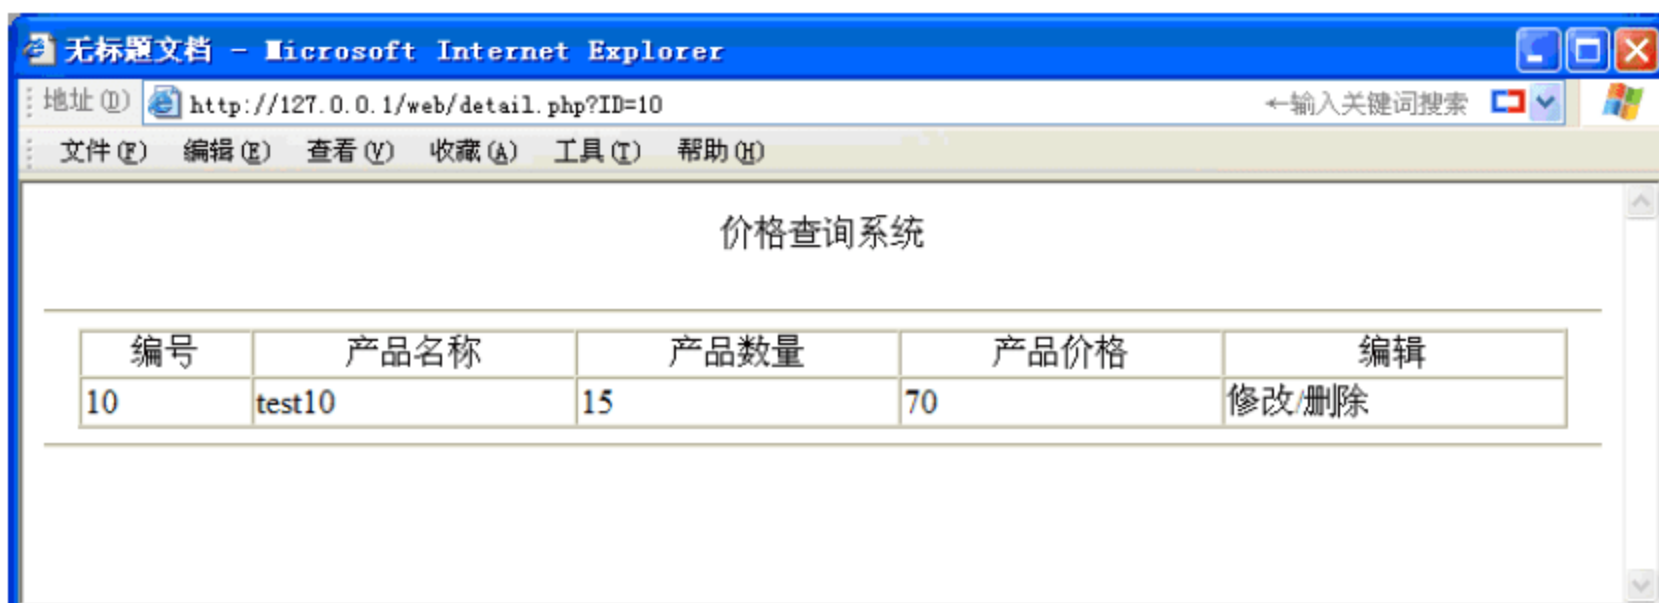 无标题文档 - Microsoft Internet Explorer
地址(D) http://127.0.0.1/web/detail.php?ID=10 ←输入关键词搜索
文件(F) 编辑(E) 查看(V) 收藏(A) 工具(T) 帮助(H)
价格查询系统
编号 产品名称 产品数量 产品价格 编辑
10 test10 15 70 修改/删除